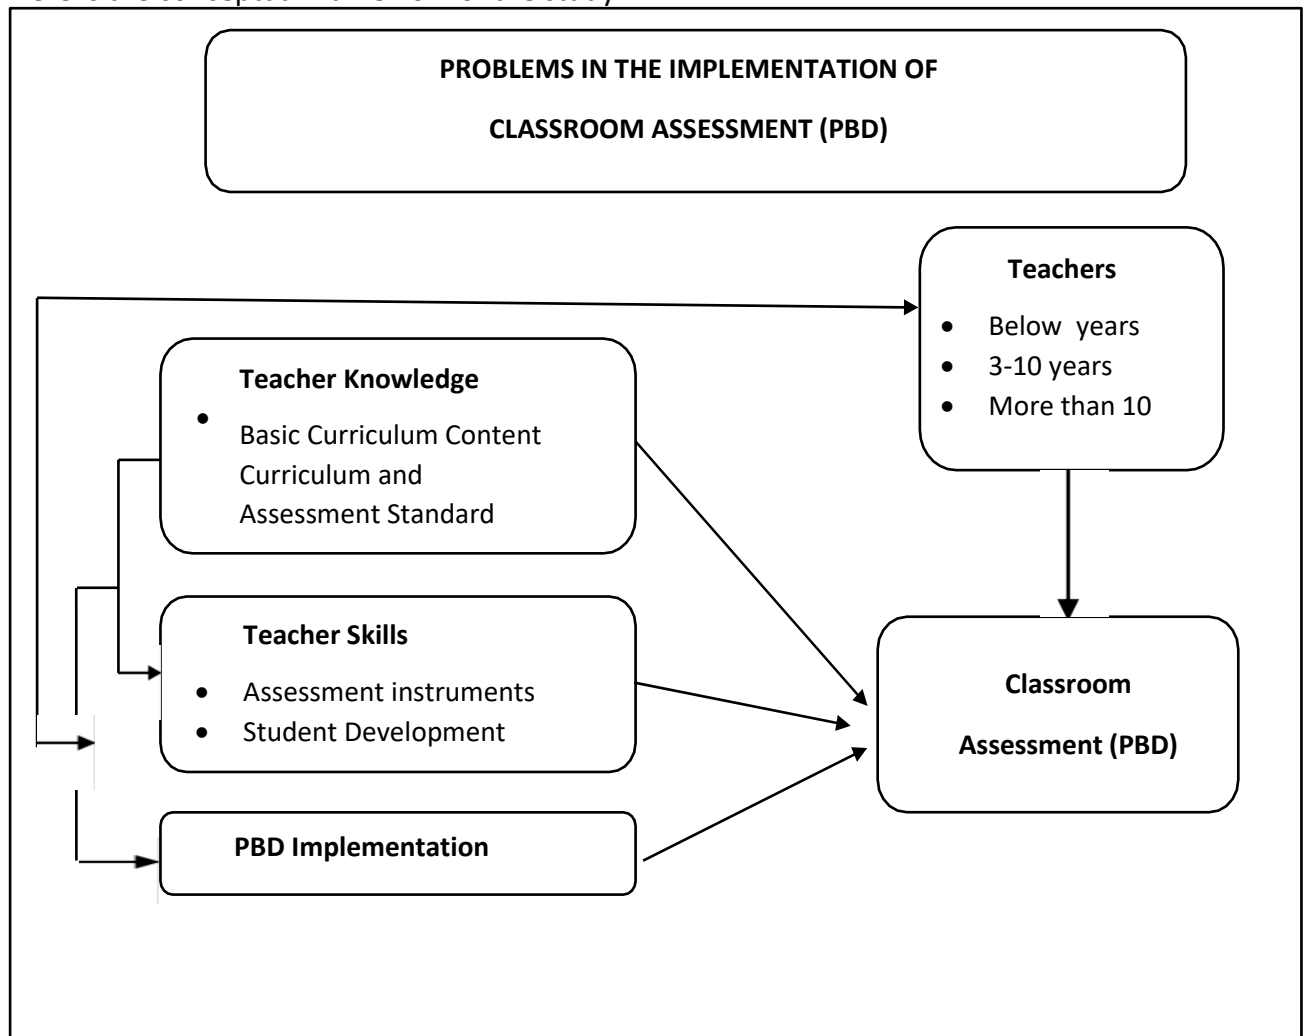 PROBLEMS IN THE IMPLEMENTATION OF
CLASSROOM ASSESSMENT (PBD)
Teachers
• Below years
• 3-10 years
• More than 10
Teacher Knowledge
• Basic Curriculum Content
Curriculum and
Assessment Standard
Teacher Skills
• Assessment instruments
• Student Development
Classroom
Assessment (PBD)
PBD Implementation